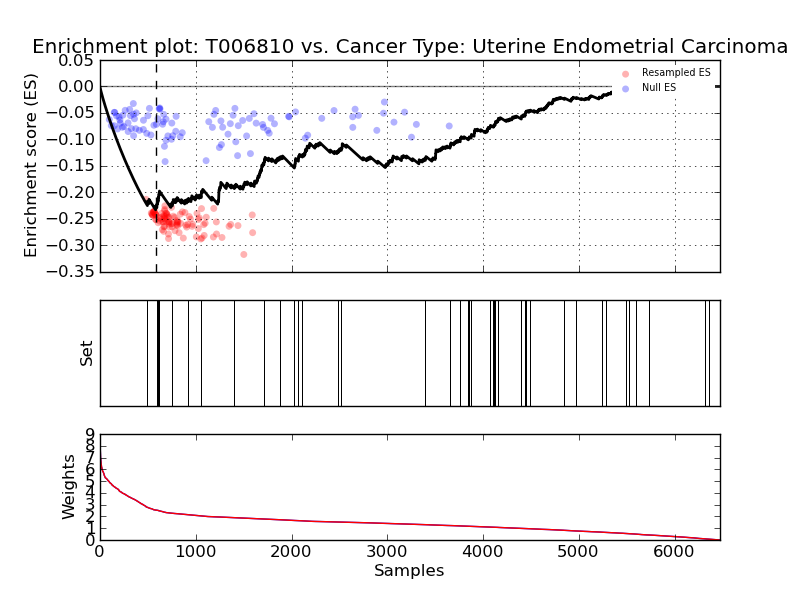 Enrichment plot: T006810 vs. Cancer Type: Uterine Endometrial Carcinoma
Enrichment score (ES)
0.05
0.00
−0.05
−0.10
−0.15
−0.20
−0.25
−0.30
−0.35
Resampled ES
Null ES
Set
Weights
9
8
7
6
5
4
3
2
1
0
0 1000 2000 3000 4000 5000 6000
Samples